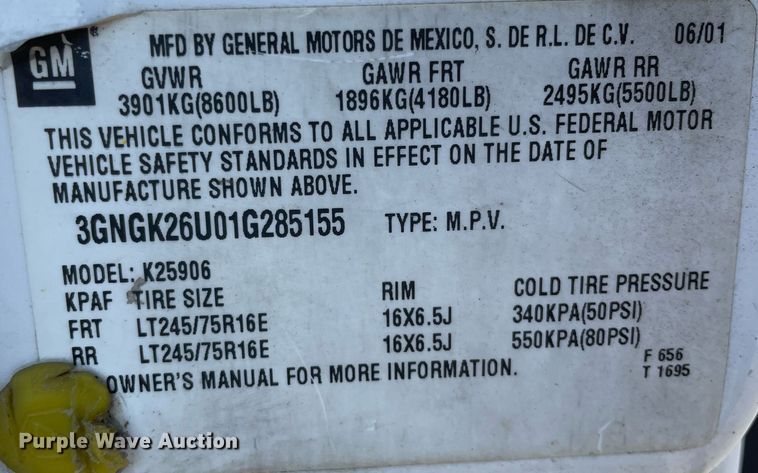 GM
MFD BY GENERAL MOTORS DE MEXICO, S. DE R.L. DE C.V. 06/01
GVWR GAWR FRT GAWR RR
3901KG(8600LB) 1896KG(4180LB) 2495KG(5500LB)
THIS VEHICLE CONFORMS TO ALL APPLICABLE U.S. FEDERAL MOTOR
VEHICLE SAFETY STANDARDS IN EFFECT ON THE DATE OF
MANUFACTURE SHOWN ABOVE.
3GNGK26U01G285155 TYPE: M.P.V.
MODEL: K25906
KPAF TIRE SIZE RIM COLD TIRE PRESSURE
FRT LT245/75R16E 16X6.5J 340KPA(50PSI)
RR LT245/75R16E 16X6.5J 550KPA(80PSI)
OWNER'S MANUAL FOR MORE INFORMATION.
F 656
T 1695
Purple Wave Auction